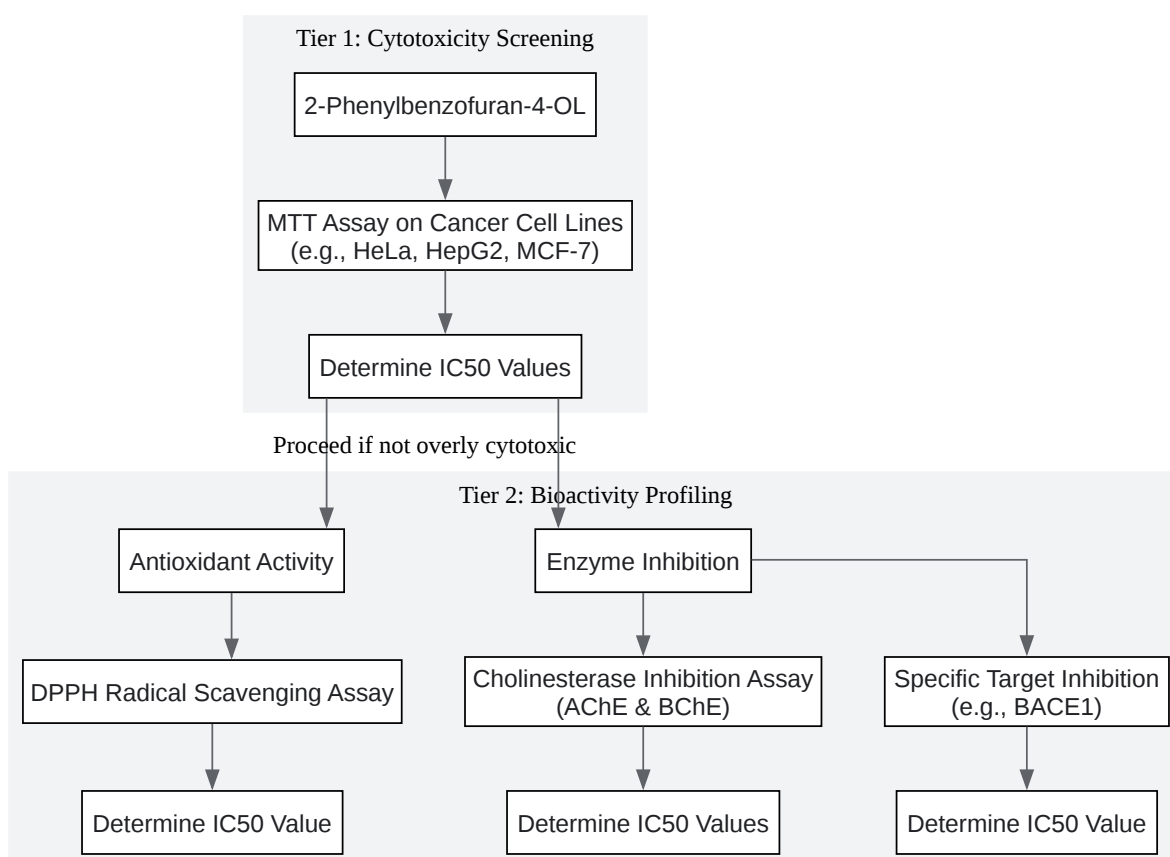 Tier 1: Cytotoxicity Screening
2-Phenylbenzofuran-4-OL
MTT Assay on Cancer Cell Lines
(e.g., HeLa, HepG2, MCF-7)
Determine IC50 Values
Proceed if not overly cytotoxic
Tier 2: Bioactivity Profiling
Antioxidant Activity
Enzyme Inhibition
DPPH Radical Scavenging Assay
Cholinesterase Inhibition Assay
(AChE & BChE)
Specific Target Inhibition
(e.g., BACE1)
Determine IC50 Value
Determine IC50 Values
Determine IC50 Value